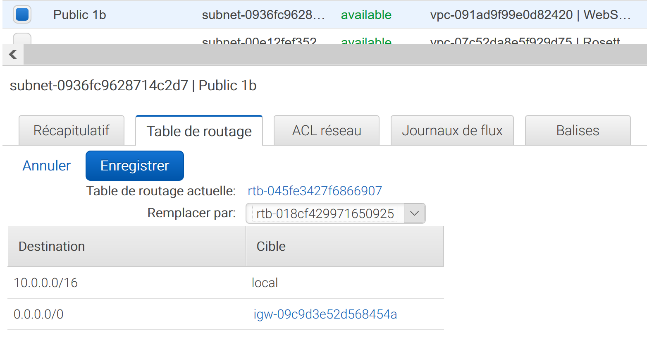 Public 1b subnet-0936fc9628... available vpc-091ad9f99e0d82420 | WebS...
subnet-00e12fef352... available vpc-07c52da8e5f929d75 | Rosett...
subnet-0936fc9628714c2d7 | Public 1b
Récapitulatif Table de routage ACL réseau Journaux de flux Balises
Annuler Enregistrer
Table de routage actuelle: rtb-045fe3427f6866907
Remplacer par: rtb-018cf429971650925
Destination Cible
10.0.0.0/16 local
0.0.0.0/0 igw-09c9d3e52d568454a